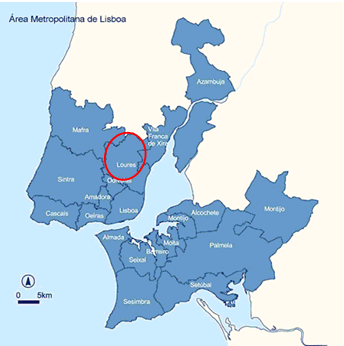 Área Metropolitana de Lisboa
Azambuja
Mafra
Vila
Franca
de Xira
Loures
Sintra
Amadora
Cascais
Oeiras
Lisboa
Montijo
Alcochete
Montijo
Almada
Moita
Barreiro
Palmela
Seixal
Setúbal
Sesimbra
0 5km